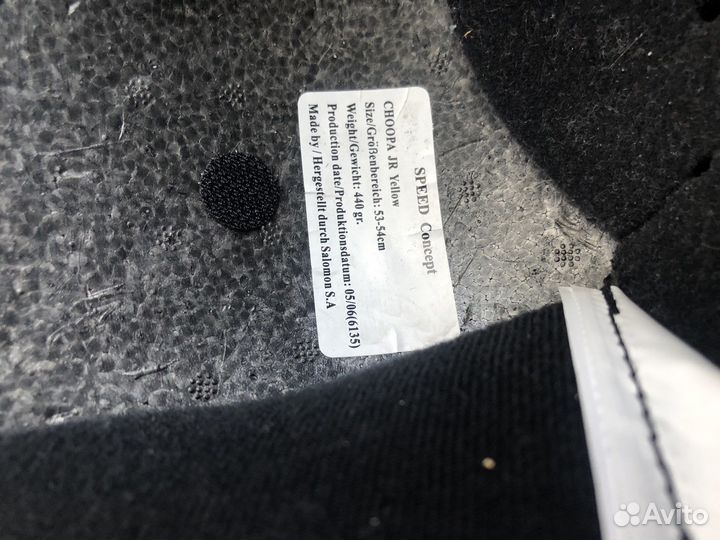 SPEED Concept
CHOOPA JR Yellow
Size/Größenbereich: 53-54cm
Weight/Gewicht: 440 gr.
Production date/Produktionsdatum: 05/06(6135)
Made by / Hergestellt durch Salomon S.A
Avito